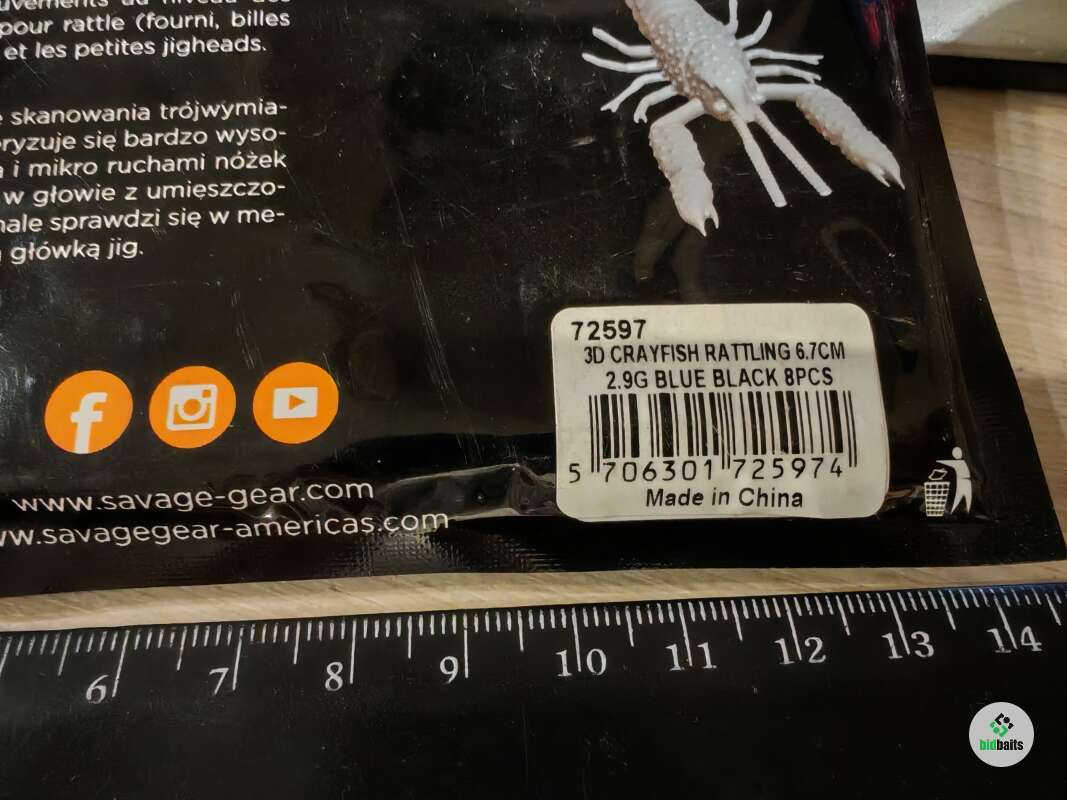 pour rattle (fourni, billes
et les petites jigheads.
skanowania trójwymia-
ryzuje się bardzo wyso-
i mikro ruchami nóżek
w głowie z umięszczo-
nale sprawdzi się w me-
główką jig.
72597
3D CRAYFISH RATTLING 6.7CM
2.9G BLUE BLACK 8PCS
5 706301 725974
Made in China
f
www.savage-gear.com
w.savagegear-americas.com
6 7 8 9 10 11 12 13 14
bidbaits